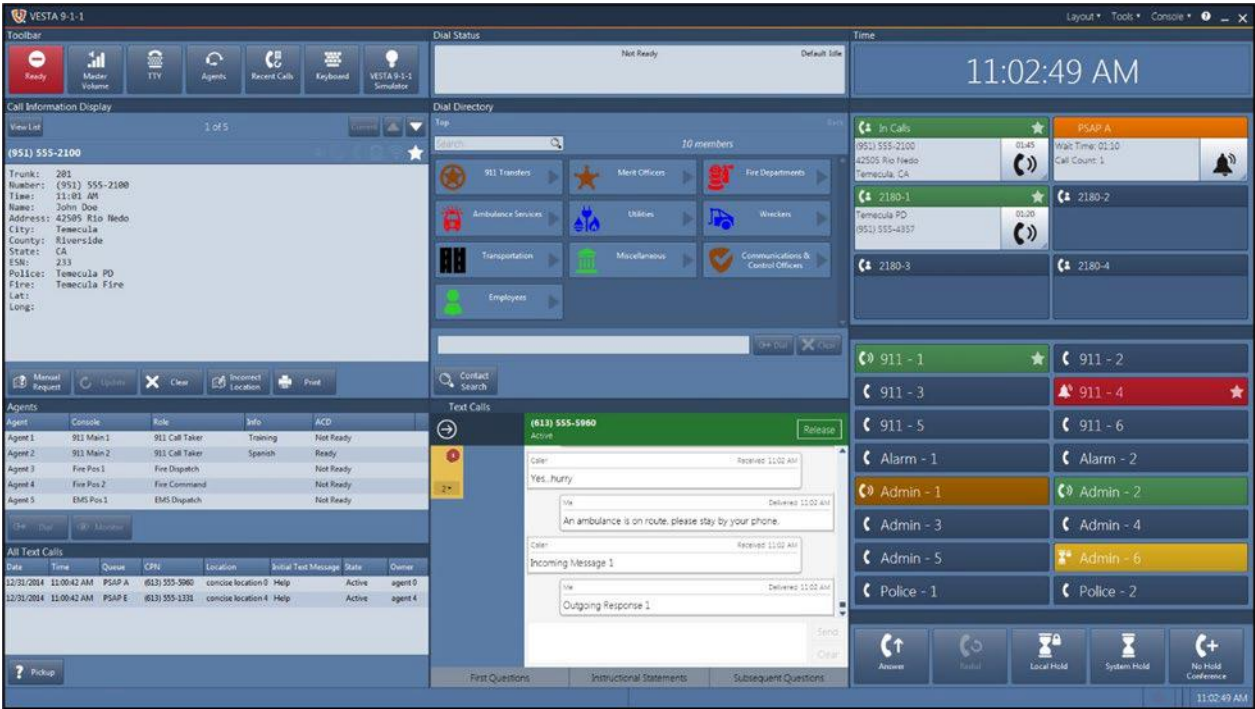 VESTA 9-1-1
Layout Tools Console ?
Toolbar
Ready
Master Volume
TTY
Agents
Recent Calls
Keyboard
VESTA 9-1-1 Simulator
Dial Status
Not Ready
Default Idle
Time
11:02:49 AM
Call Information Display
View List
1 of 5
Current
(951) 555-2100
Trunk: 201
Number: (951) 555-2100
Time: 11:01 AM
Name: John Doe
Address: 42505 Rio Nedo
City: Temecula
County: Riverside
State: CA
ESN: 233
Police: Temecula PD
Fire: Temecula Fire
Lat:
Long:
Manual Request
Update
Clear
Incorrect Location
Print
Dial Directory
Top
Back
Search
10 members
911 Transfers
Merit Officers
Fire Departments
Ambulance Services
Utilities
Wreckers
Transportation
Miscellaneous
Communications & Control Officers
Employees
Dial
Clear
Contact Search
In Calls
(951) 555-2100
42505 Rio Nedo
Temecula, CA
01:45
PSAP A
Wait Time: 01:10
Call Count: 1
2180-1
Temecula PD
(951) 555-4357
01:20
2180-2
2180-3
2180-4
Agents
Agent Console Role Info ACD
Agent 1 911 Main 1 911 Call Taker Training Not Ready
Agent 2 911 Main 2 911 Call Taker Spanish Ready
Agent 3 Fire Pos 1 Fire Dispatch Not Ready
Agent 4 Fire Pos 2 Fire Command Not Ready
Agent 5 EMS Pos 1 EMS Dispatch Not Ready
Dial
Monitor
All Text Calls
Date Time Queue CPN Location Initial Text Message State Owner
12/31/2014 11:00:42 AM PSAP A (613) 555-5960 concise location 0 Help Active agent 0
12/31/2014 11:00:42 AM PSAP E (613) 555-1331 concise location 4 Help Active agent 4
? Pickup
Text Calls
2
(613) 555-5960
Active
Release
Caller Received 11:02 AM
Yes..hurry
Me Delivered 11:02 AM
An ambulance is on route, please stay by your phone.
Caller Received 11:02 AM
Incoming Message 1
Me Delivered 11:02 AM
Outgoing Response 1
Send
Clear
First Questions
Instructional Statements
Subsequent Questions
911 - 1
911 - 2
911 - 3
911 - 4
911 - 5
911 - 6
Alarm - 1
Alarm - 2
Admin - 1
Admin - 2
Admin - 3
Admin - 4
Admin - 5
Admin - 6
Police - 1
Police - 2
Answer
Redial
Local Hold
System Hold
No Hold Conference
11:02:49 AM